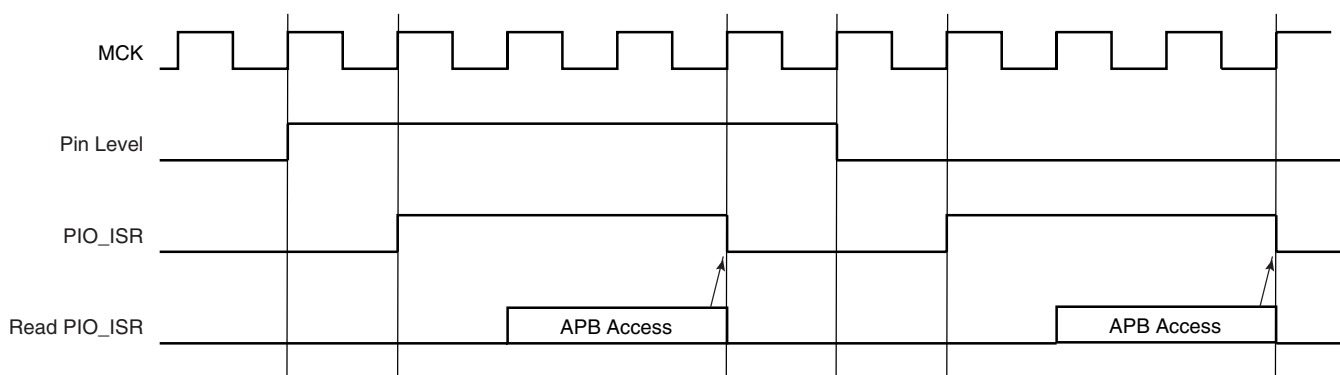 MCK
Pin Level
PIO_ISR
Read PIO_ISR
APB Access
APB Access